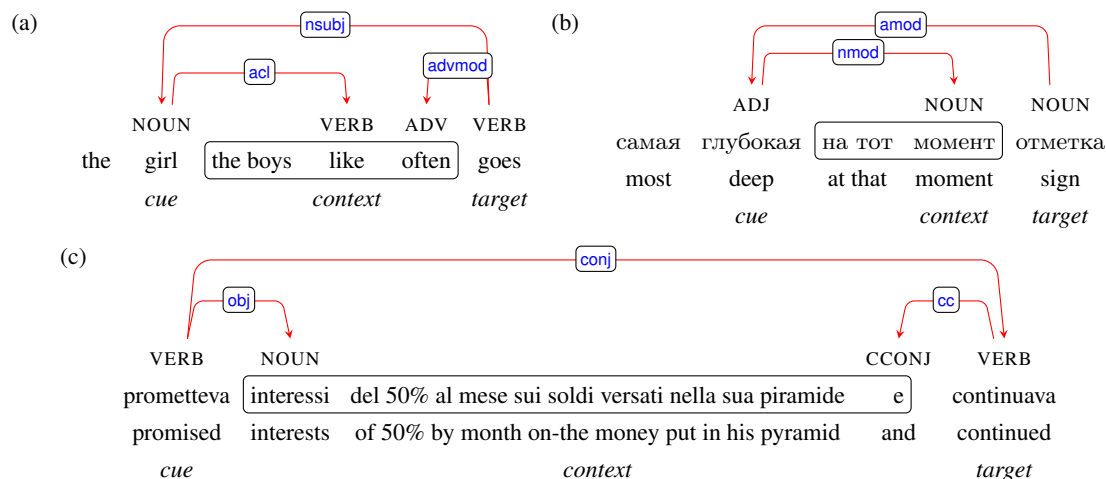 (a)
nsubj
acl
advmod
NOUN VERB ADV VERB
the girl the boys like often goes
cue context target
(b)
amod
nmod
ADJ NOUN NOUN
самая глубокая на тот момент отметка
most deep at that moment sign
cue context target
(c)
conj
obj cc
VERB NOUN CCONJ VERB
prometteva interessi del 50% al mese sui soldi versati nella sua piramide e continuava
promised interests of 50% by month on-the money put in his pyramid and continued
cue context target